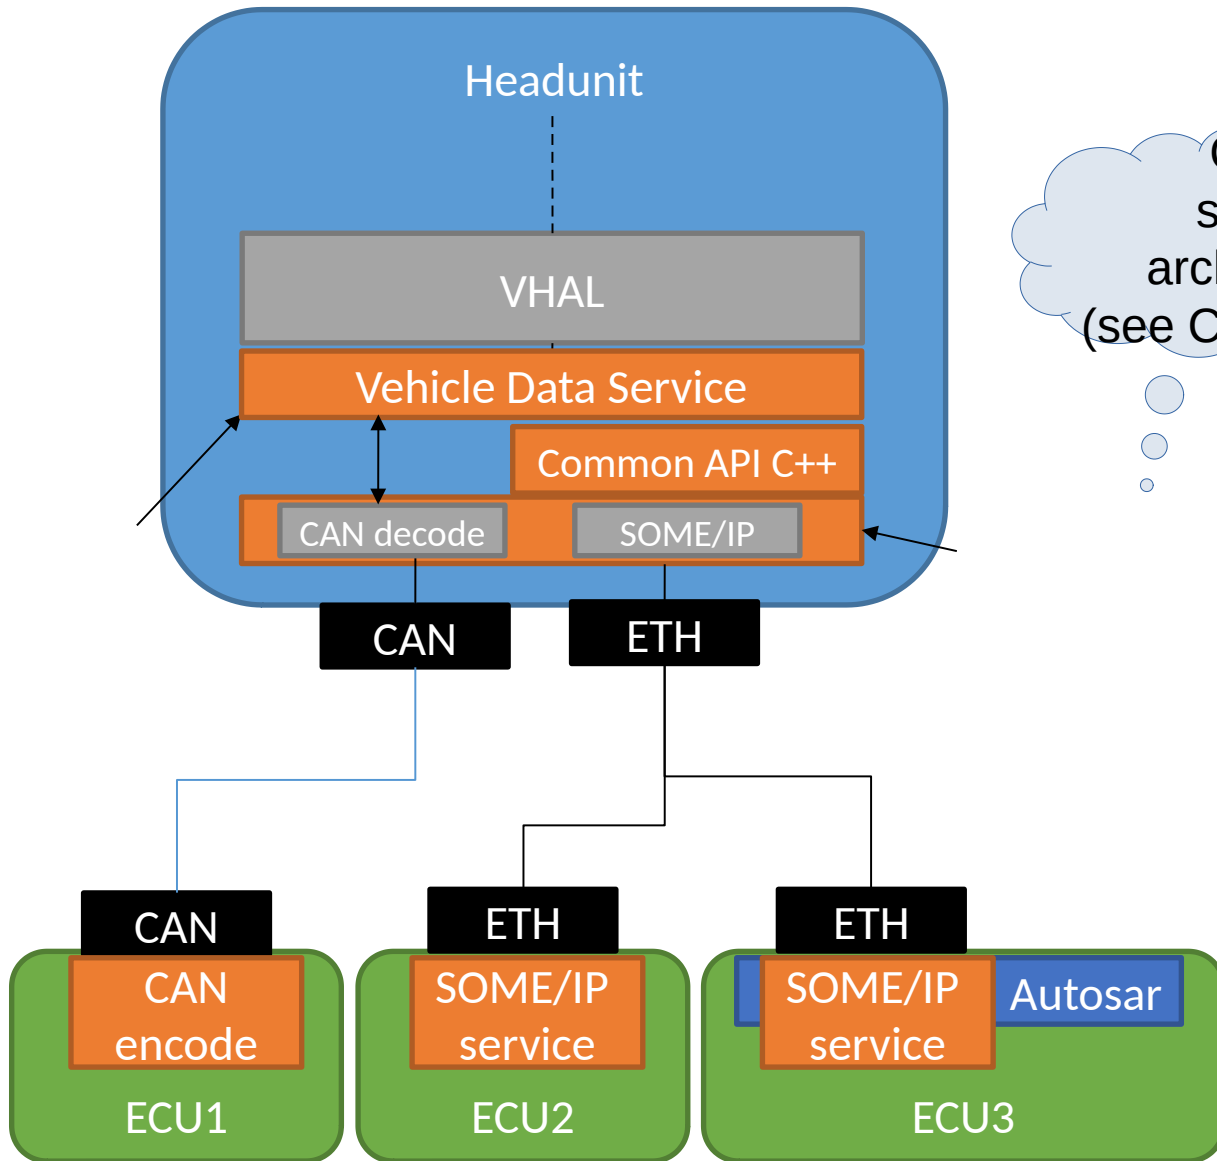 Headunit
VHAL
Vehicle Data Service
Common API C++
CAN decode
SOME/IP
CAN
ETH
(see
CAN
ETH
ETH
CAN
encode
SOME/IP
service
SOME/IP
service
Autosar
ECU1
ECU2
ECU3